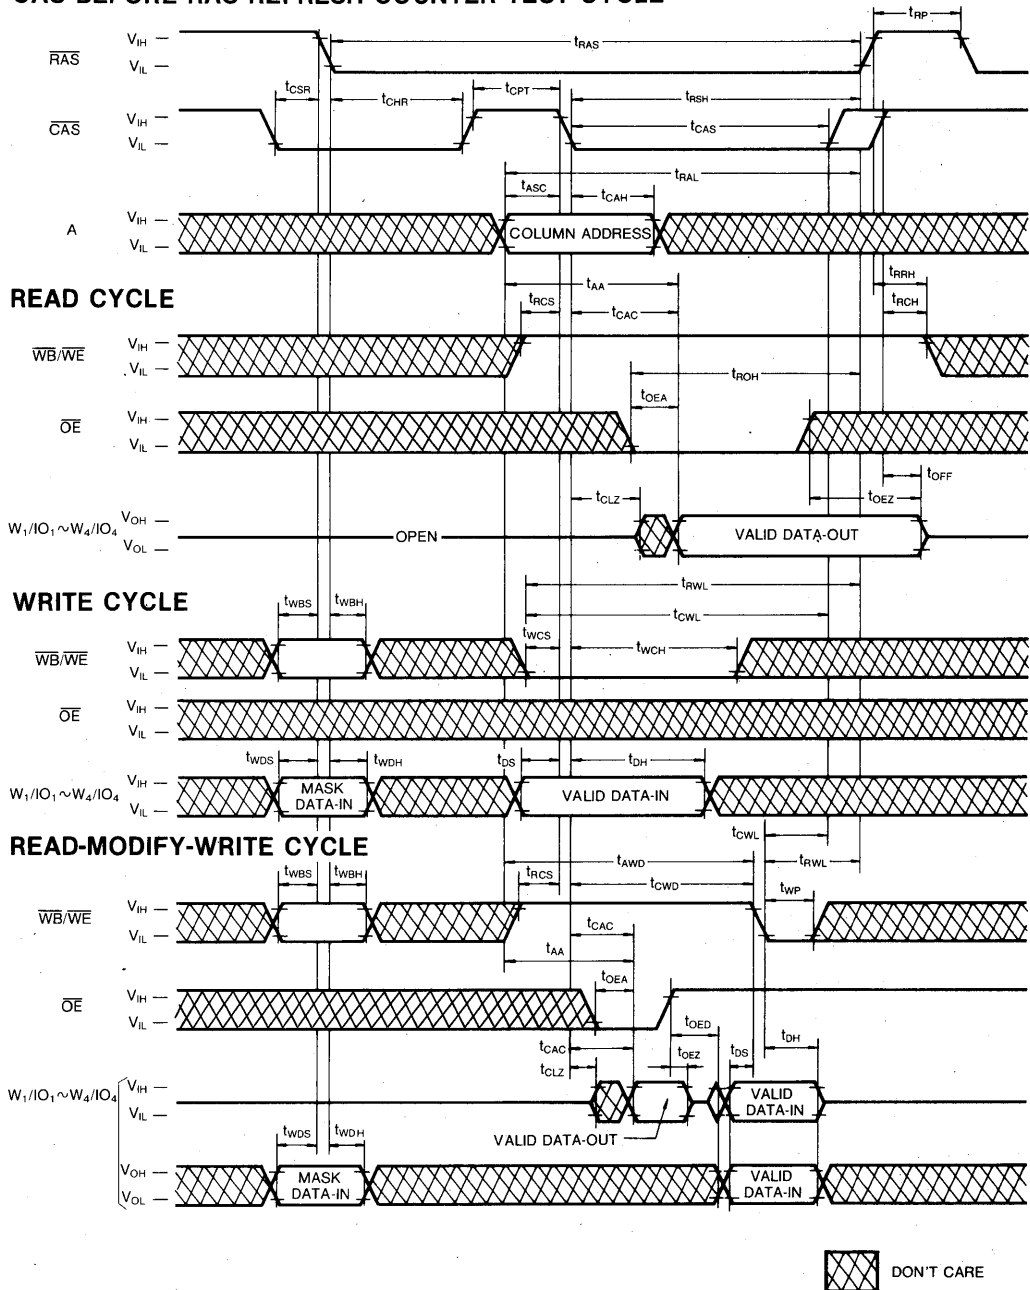 CAS-BEFORE-RAS REFRESH COUNTER TEST CYCLE
RAS VIH — VIL — tRAS tRP
tCSR tCHR tCPT tRSH
CAS VIH — VIL — tCAS
tRAL
tASC tCAH
A VIH — VIL — COLUMN ADDRESS
tRRH
READ CYCLE tAA
tRCS tCAC tRCH
WB/WE VIH — VIL —
tROH
tOEA
OE VIH — VIL —
tOFF
tCLZ tOEZ
W1/IO1~W4/IO4 VOH — VOL — OPEN VALID DATA-OUT
tRWL
WRITE CYCLE tWBS tWBH tCWL
tWCS tWCH
WB/WE VIH — VIL —
OE VIH — VIL —
tWDS tWDH tDS tDH
W1/IO1~W4/IO4 VIH — VIL — MASK DATA-IN VALID DATA-IN
tCWL
READ-MODIFY-WRITE CYCLE tAWD tRWL
tWBS tWBH tRCS tCWD tWP
WB/WE VIH — VIL —
tCAC
tAA
tOEA
OE VIH — VIL —
tOED
tCAC tOEZ tDS tDH
tCLZ
W1/IO1~W4/IO4 VIH — VIL — VALID DATA-IN
tWDS tWDH VALID DATA-OUT
VOH — VOL — MASK DATA-IN VALID DATA-IN
DON'T CARE